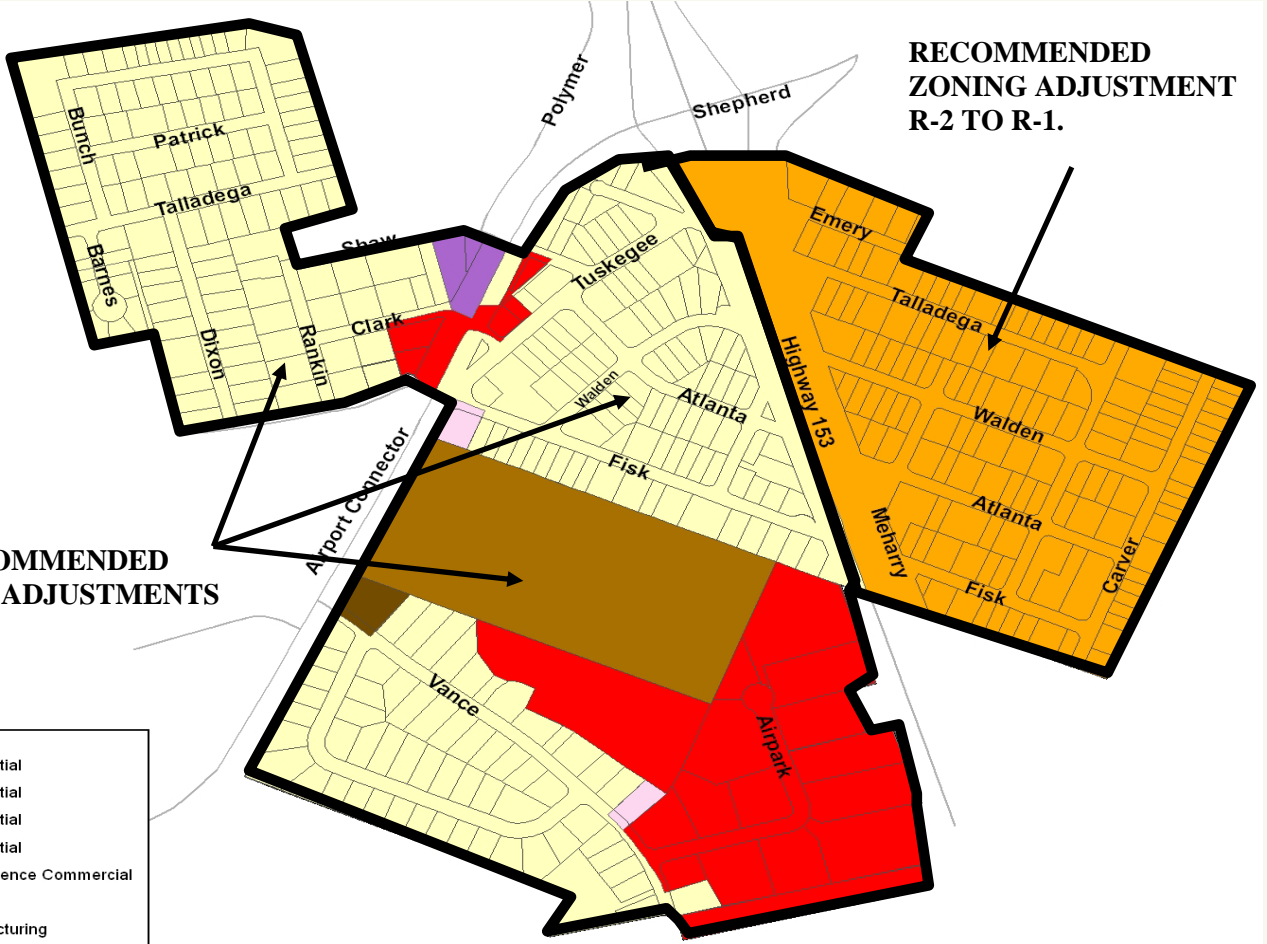 RECOMMENDED
ZONING ADJUSTMENT
R-2 TO R-1.
Polymer
Shepherd
Bunch
Patrick
Talladega
Barnes
Shaw
Clark
Dixon
Rankin
Tuskegee
Walden
Atlanta
Fisk
Highway 153
Emery
Talladega
Walden
Atlanta
Meharry
Fisk
Carver
Airport Connector
OMMENDED
ADJUSTMENTS
Vance
Airpark
tial
tial
tial
tial
ence Commercial
cturing